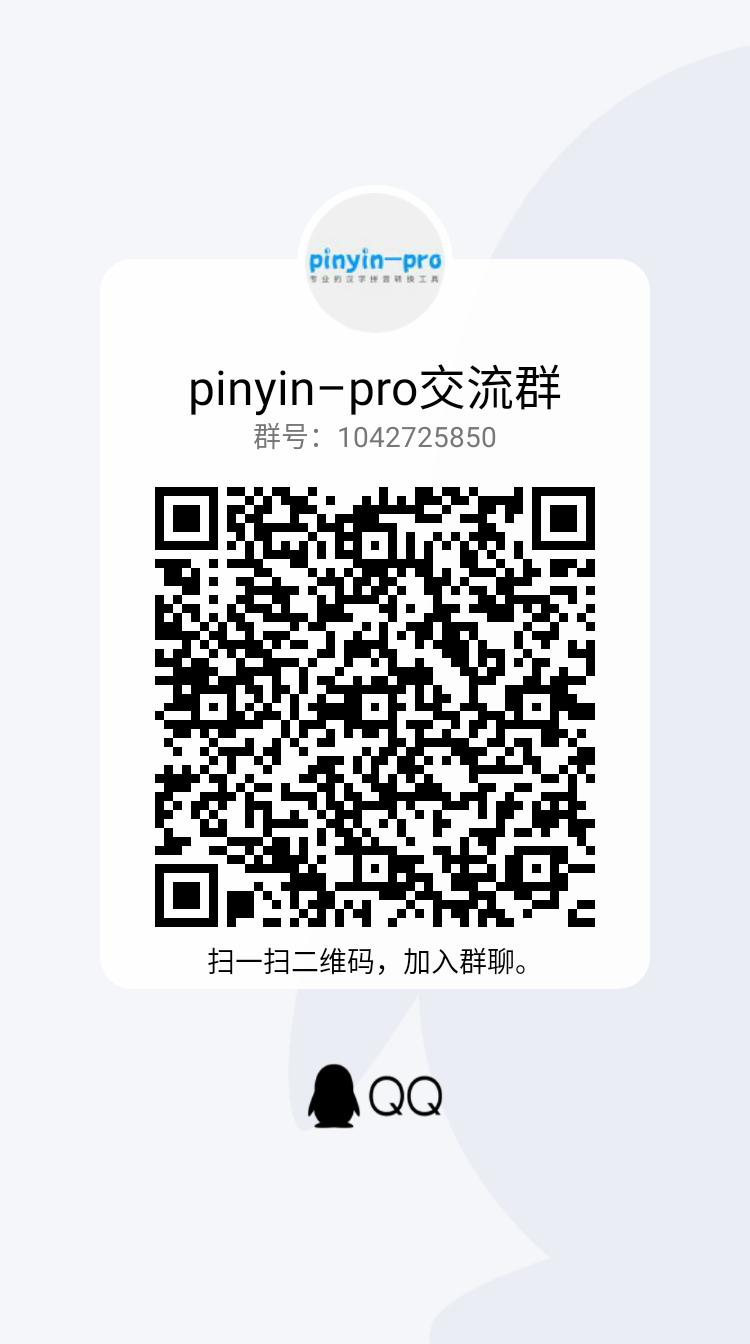 pinyin-pro
专业的汉字拼音转换工具
pinyin-pro交流群
群号：1042725850
扫一扫二维码，加入群聊。
QQ